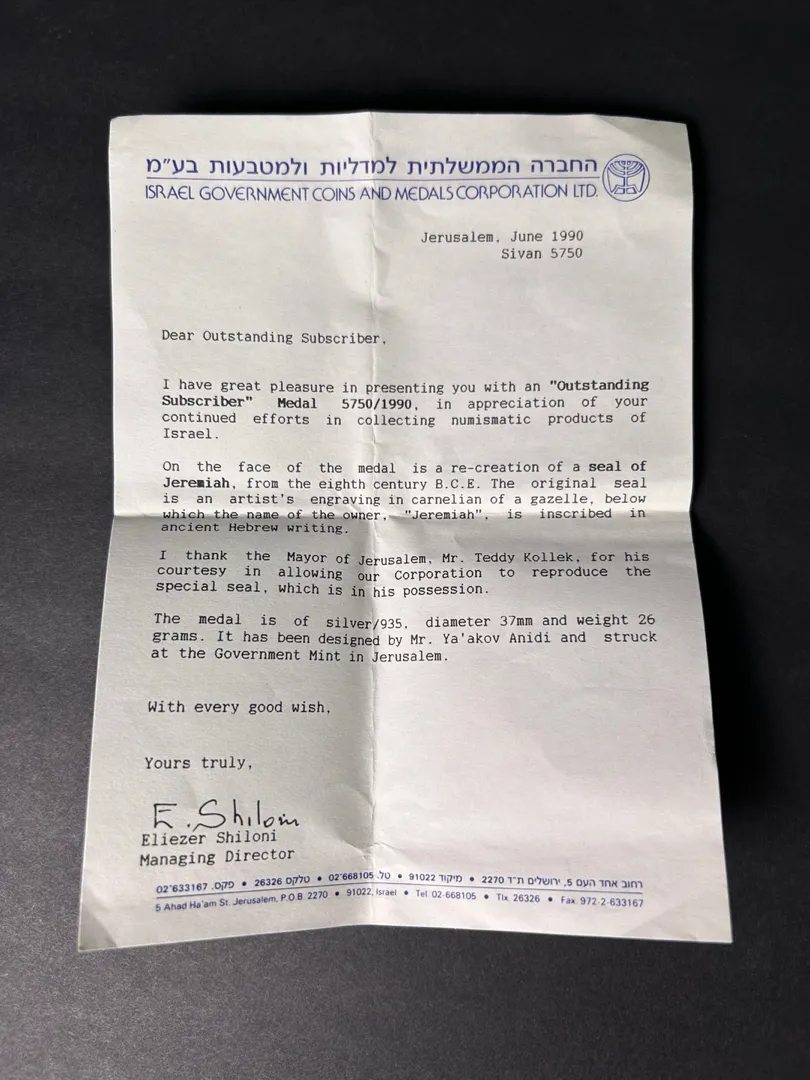 החברה הממשלתית למדליות ולמטבעות בע״מ
ISRAEL GOVERNMENT COINS AND MEDALS CORPORATION LTD.
Jerusalem, June 1990
Sivan 5750
Dear Outstanding Subscriber,
I have great pleasure in presenting you with an "Outstanding
Subscriber" Medal 5750/1990, in appreciation of your
continued efforts in collecting numismatic products of
Israel.
On the face of the medal is a re-creation of a seal of
Jeremiah, from the eighth century B.C.E. The original seal
is an artist's engraving in carnelian of a gazelle, below
which the name of the owner, "Jeremiah", is inscribed in
ancient Hebrew writing.
I thank the Mayor of Jerusalem, Mr. Teddy Kollek, for his
courtesy in allowing our Corporation to reproduce the
special seal, which is in his possession.
The medal is of silver/935, diameter 37mm and weight 26
grams. It has been designed by Mr. Ya'akov Anidi and struck
at the Government Mint in Jerusalem.
With every good wish,
Yours truly,
E. Shiloni
Eliezer Shiloni
Managing Director
רחוב אחד העם 5, ירושלים ת״ד 2270 • מיקוד 91022 • טל. 02-668105 • טלקס 26326 • פקס. 02-633167
5 Ahad Ha'am St. Jerusalem, P.O.B. 2270 • 91022, Israel • Tel. 02-668105 • Tlx. 26326 • Fax. 972-2-633167